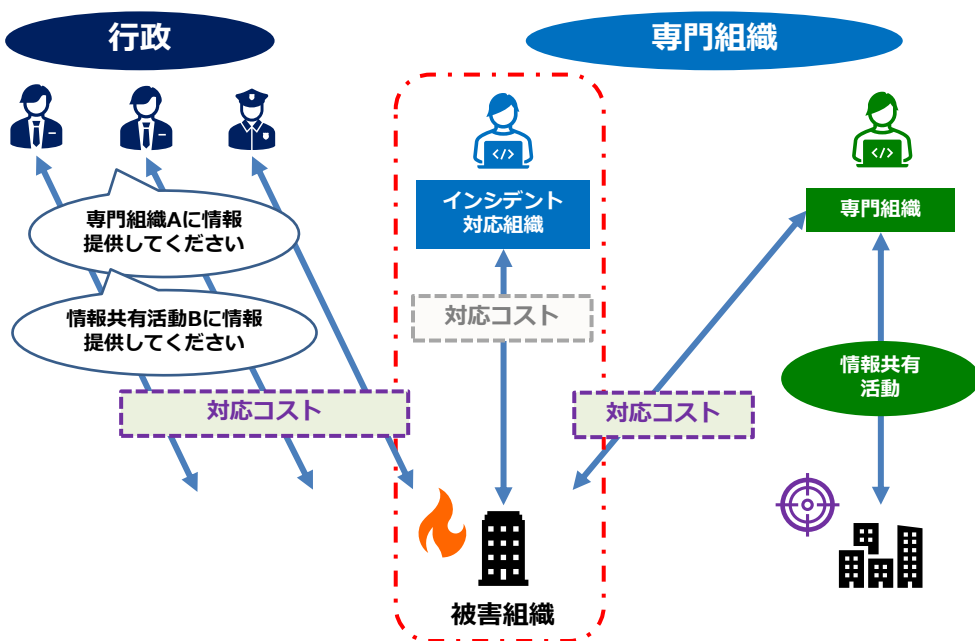 行政
専門組織
専門組織Aに情報
提供してください
情報共有活動Bに情報
提供してください
対応コスト
</>
インシデント
対応組織
対応コスト
被害組織
</>
専門組織
対応コスト
情報共有
活動